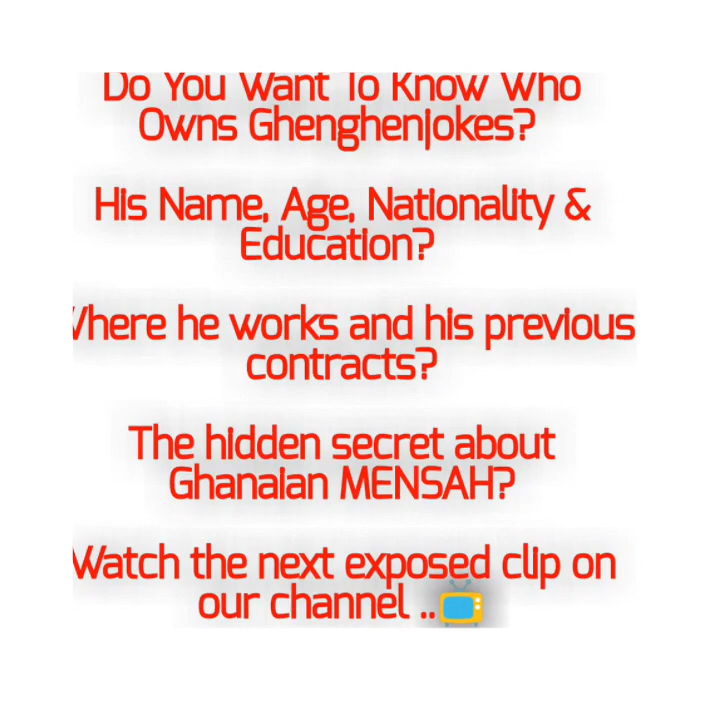 Do You Want To Know Who
Owns Ghenghenjokes?
His Name, Age, Nationality &
Education?
Where he works and his previous
contracts?
The hidden secret about
Ghanaian MENSAH?
Watch the next exposed clip on
our channel ..